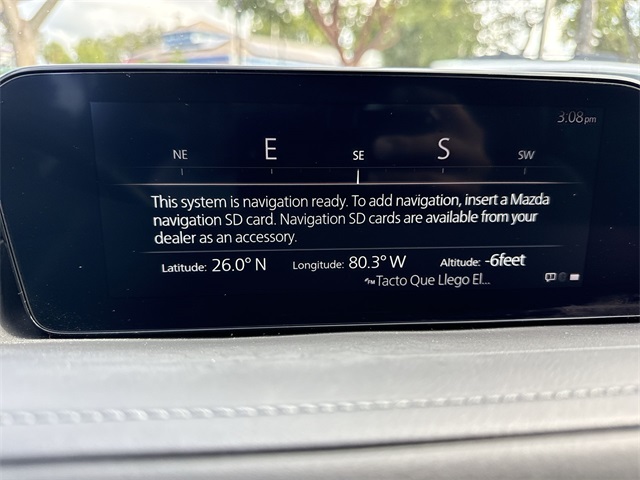 3:08pm
NE E SE S SW
This system is navigation ready. To add navigation, insert a Mazda
navigation SD card. Navigation SD cards are available from your
dealer as an accessory.
Latitude: 26.0° N Longitude: 80.3° W Altitude: -6feet
Tacto Que Llego El...